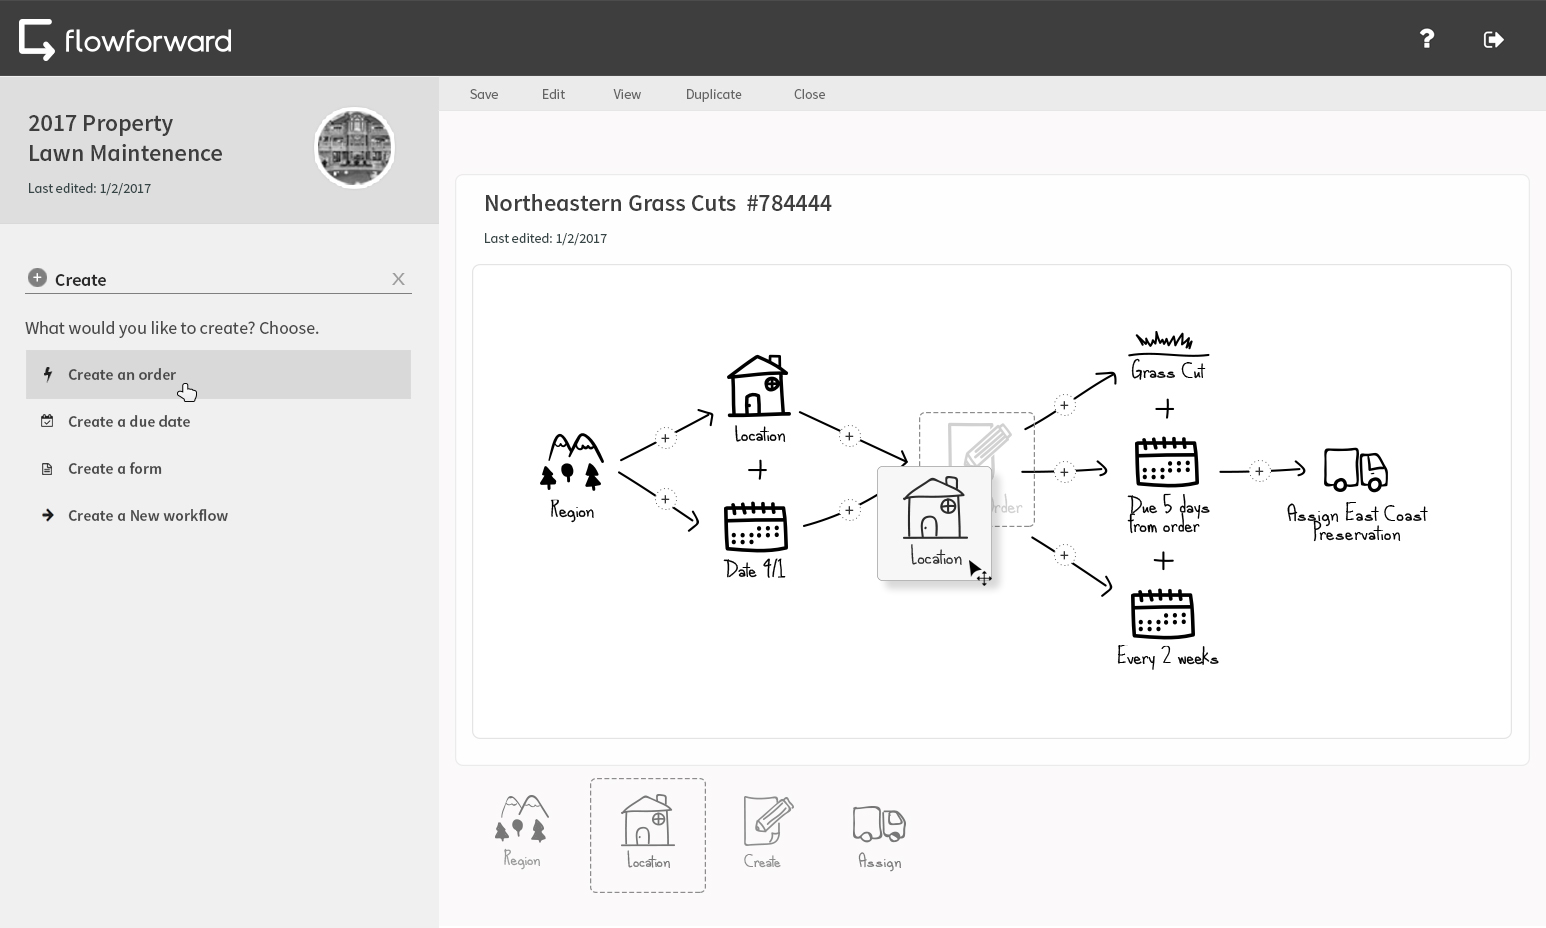 flowforward
?
Save Edit View Duplicate Close
2017 Property
Lawn Maintenence
Last edited: 1/2/2017
Create X
What would you like to create? Choose.
Create an order
Create a due date
Create a form
Create a New workflow
Northeastern Grass Cuts #784444
Last edited: 1/2/2017
Region
Location
+
Date 4/1
Location
Grass Cut
+
Due 5 days
from order
+
Every 2 weeks
Assign East Coast
Preservation
Region
Location
Create
Assign